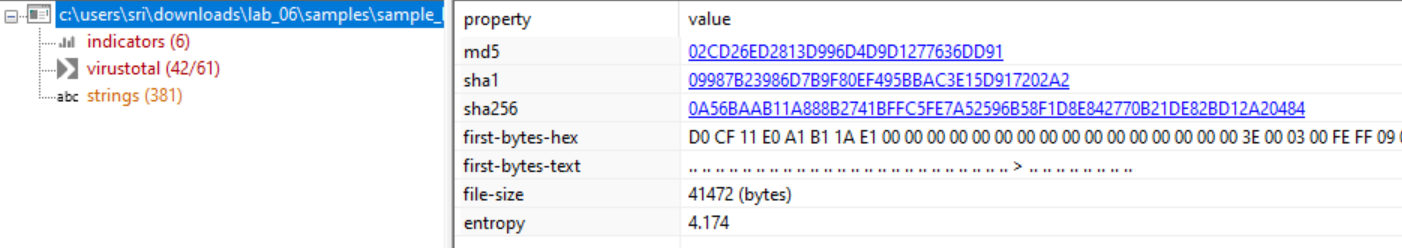 c:\users\sri\downloads\lab_06\samples\sample_
indicators (6)
virustotal (42/61)
abc strings (381)
property value
md5 02CD26ED2813D996D4D9D1277636DD91
sha1 09987B23986D7B9F80EF495BBAC3E15D917202A2
sha256 0A56BAAB11A888B2741BFFC5FE7A52596B58F1D8E842770B21DE82BD12A20484
first-bytes-hex D0 CF 11 E0 A1 B1 1A E1 00 00 00 00 00 00 00 00 00 00 00 00 00 00 00 00 3E 00 03 00 FE FF 09
first-bytes-text .. .. .. .. .. .. .. .. .. .. .. .. .. .. .. .. .. .. .. .. .. .. .. .. > .. .. .. .. .. .. .. ..
file-size 41472 (bytes)
entropy 4.174